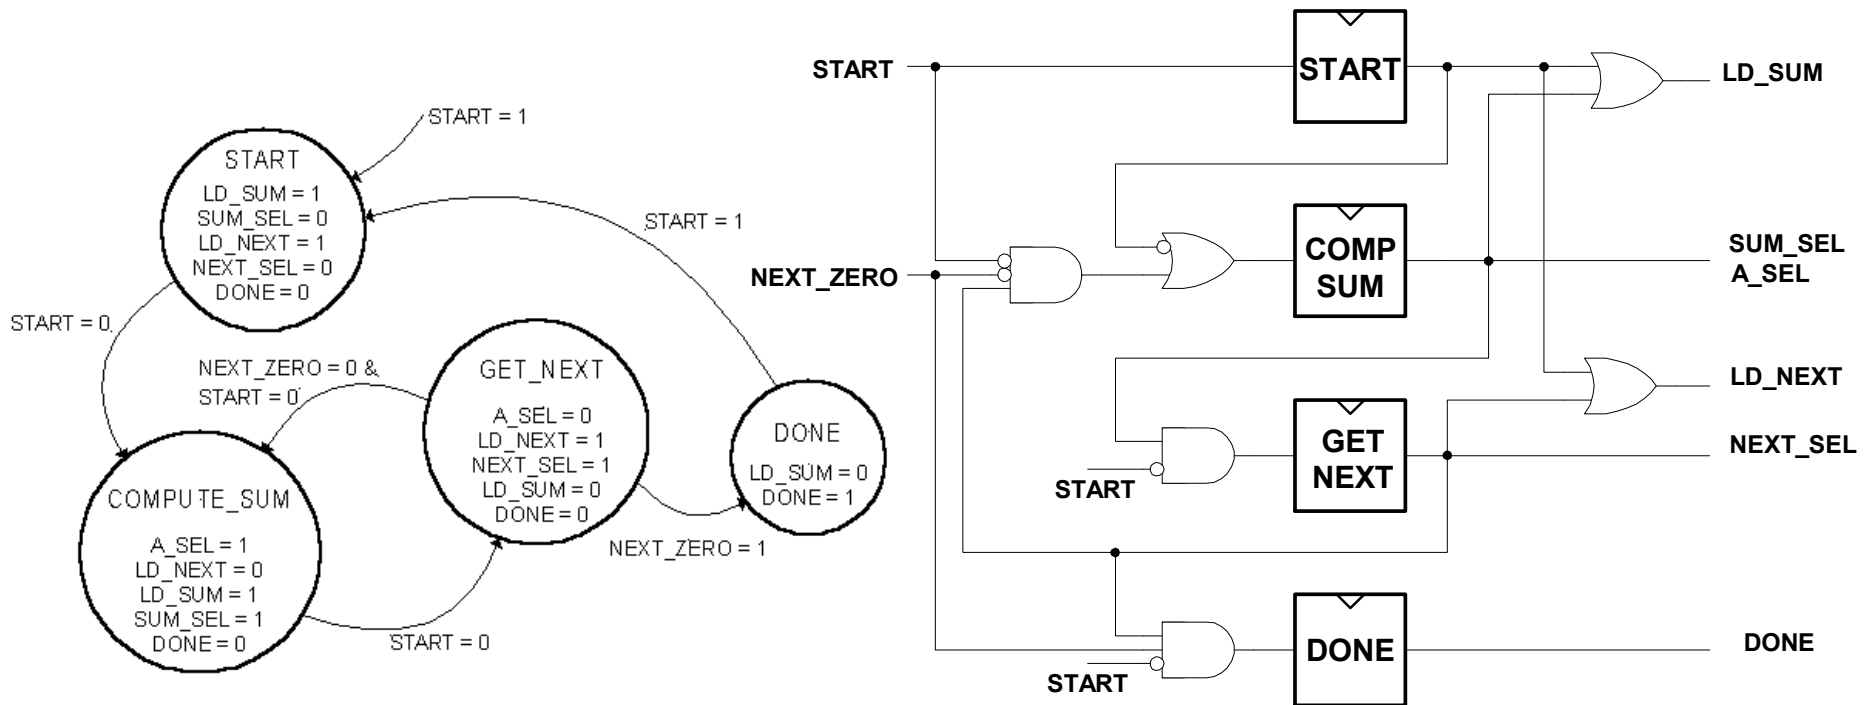 START = 1
START
LD_SUM = 1
SUM_SEL = 0
LD_NEXT = 1
NEXT_SEL = 0
DONE = 0
START = 1
START = 0
NEXT_ZERO = 0 &
START = 0
GET_NEXT
A_SEL = 0
LD_NEXT = 1
NEXT_SEL = 1
LD_SUM = 0
DONE = 0
DONE
LD_SUM = 0
DONE = 1
COMPUTE_SUM
A_SEL = 1
LD_NEXT = 0
LD_SUM = 1
SUM_SEL = 1
DONE = 0
NEXT_ZERO = 1
START = 0
START
START
LD_SUM
NEXT_ZERO
COMP
SUM
SUM_SEL
A_SEL
LD_NEXT
START
GET
NEXT
NEXT_SEL
START
DONE
DONE